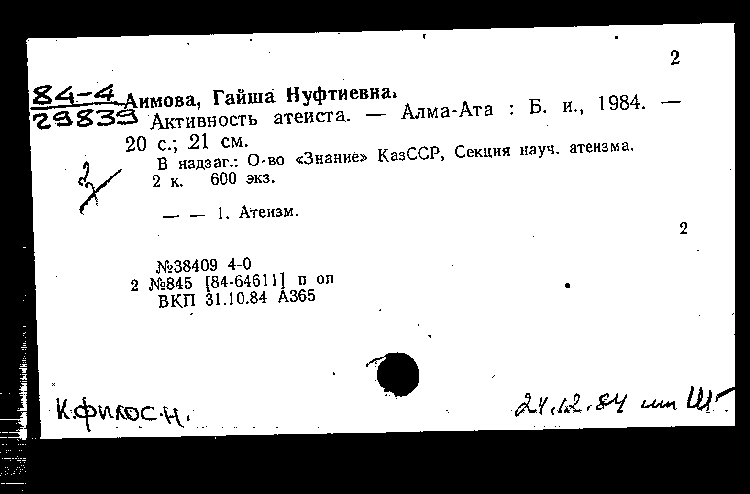 2
84-4
29839
Аимова, Гайша Нуфтиевна.
Активность атеиста. — Алма-Ата : Б. и., 1984. —
20 с.; 21 см.
В надзаг.: О-во «Знание» КазССР, Секция науч. атеизма.
2 к. 600 экз.
— — 1. Атеизм.
2
№38409 4-0
2 №845 [84-64611] п оп
ВКП 31.10.84 А365
К.филос.н.
24.12.84